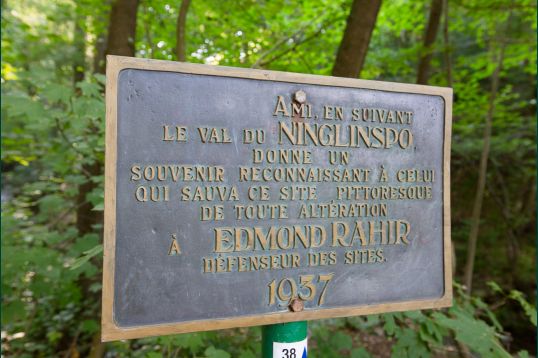 AMI, EN SUIVANT
LE VAL DU NINGLINSPO,
DONNE UN
SOUVENIR RECONNAISSANT À CELUI
QUI SAUVA CE SITE PITTORESQUE
DE TOUTE ALTÉRATION
À EDMOND RAHIR
DÉFENSEUR DES SITES.
1937
38